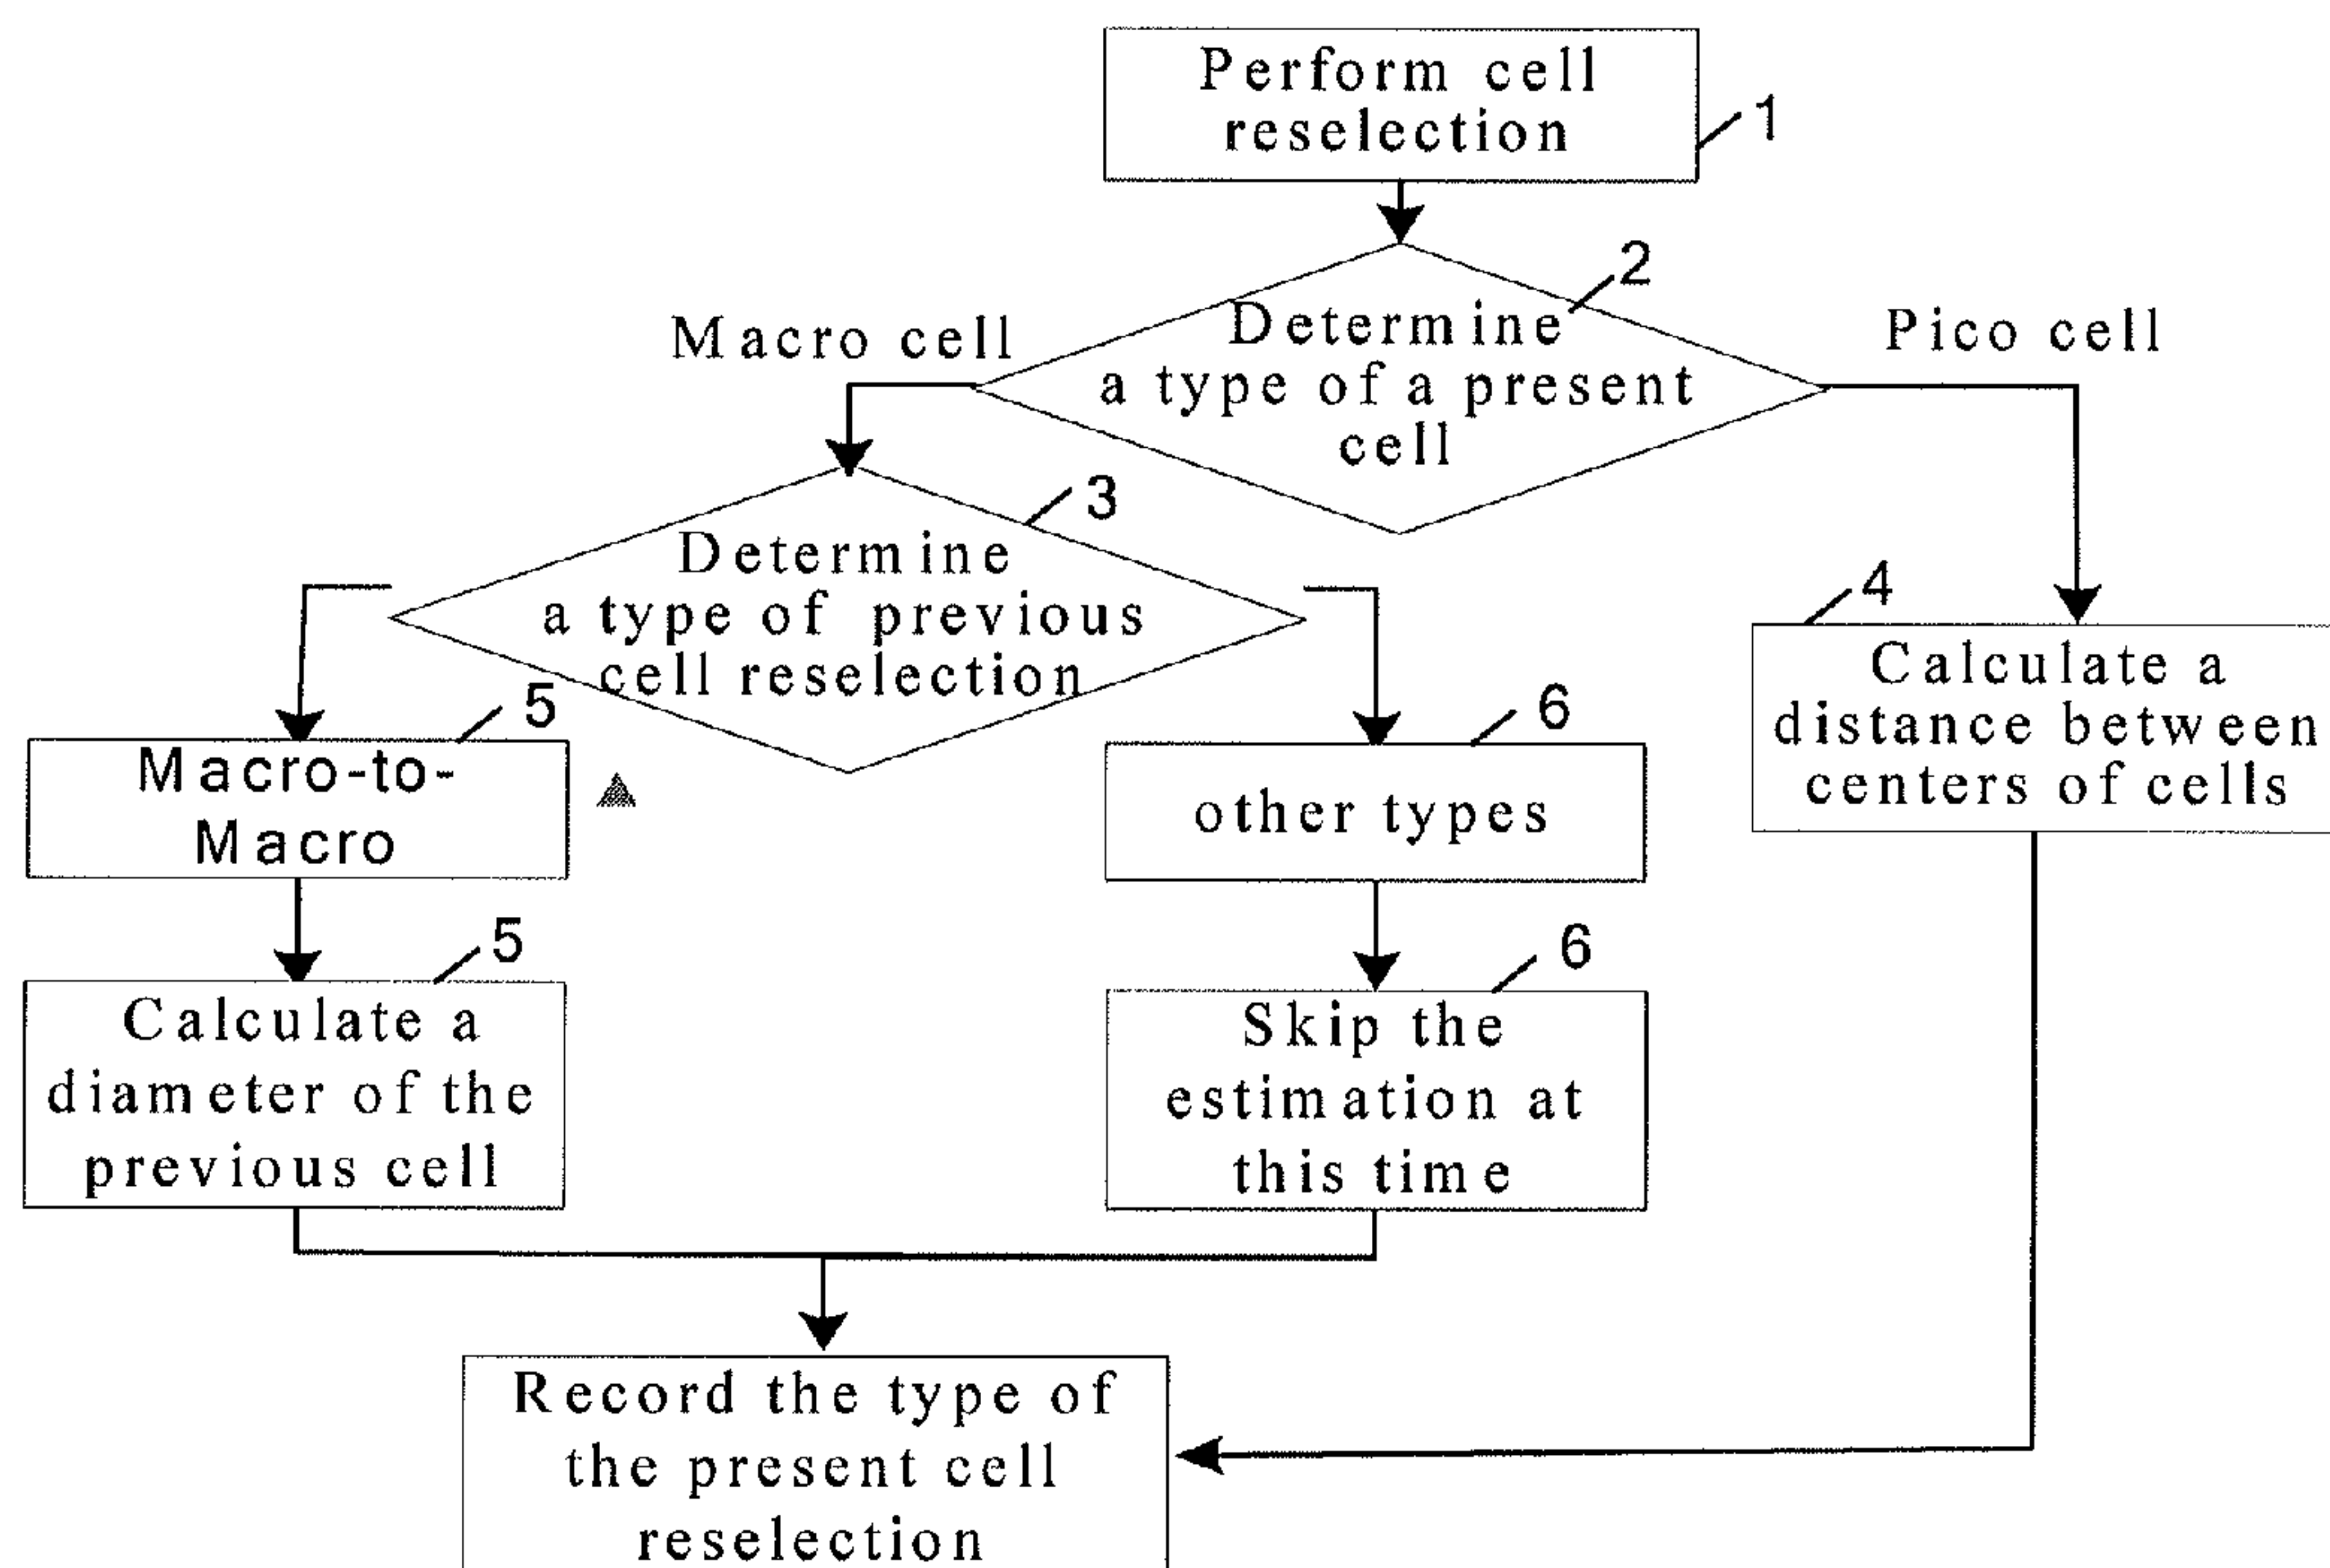 Perform cell
reselection
1
2
Macro cell
Determine
a type of a present
cell
Pico cell
3
Determine
a type of previous
cell reselection
4
Calculate a
distance between
centers of cells
5
Macro-to-
Macro
6
other types
5
Calculate a
diameter of the
previous cell
6
Skip the
estimation at
this time
Record the type of
the present cell
reselection